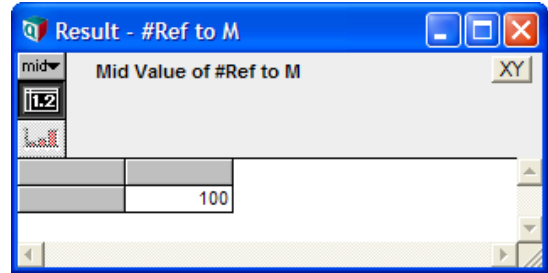 Result - #Ref to M
mid
Mid Value of #Ref to M
XY
1.2
100